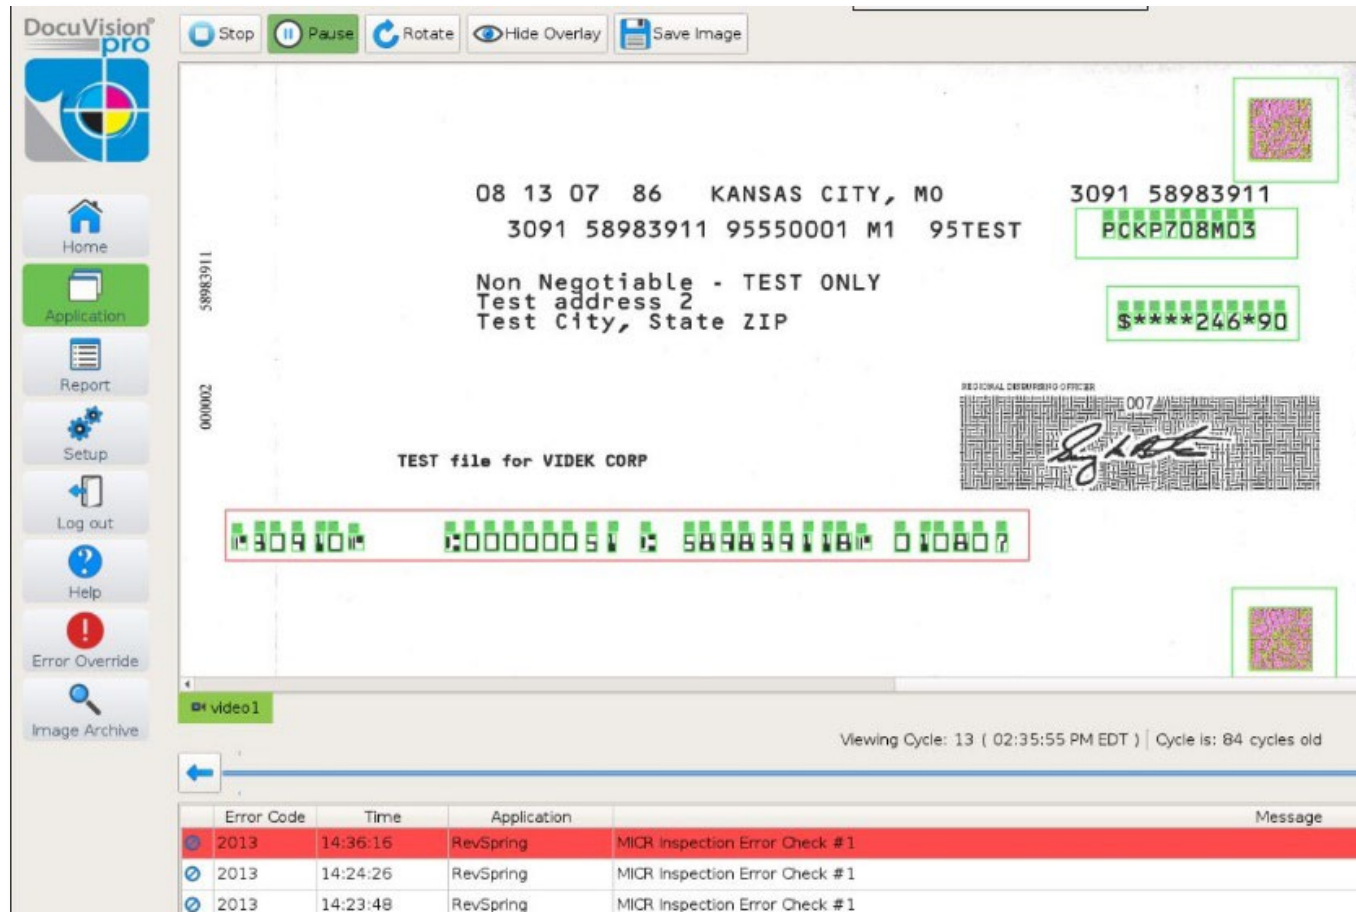 DocuVision®
pro
Stop Pause Rotate Hide Overlay Save Image
Home
Application
Report
Setup
Log out
Help
Error Override
Image Archive
08 13 07 86 KANSAS CITY, MO 3091 58983911
3091 58983911 95550001 M1 95TEST PCKP708M03
58983911
Non Negotiable - TEST ONLY
Test address 2
Test City, State ZIP
$****246*90
000002
REGIONAL DISBURSING OFFICER
007
TEST file for VIDEK CORP
⑈30910⑈ ⑆00000051⑆ 589839118⑈ 010807
video1
Viewing Cycle: 13 ( 02:35:55 PM EDT ) Cycle is: 84 cycles old
Error Code Time Application Message
2013 14:36:16 RevSpring MICR Inspection Error Check #1
2013 14:24:26 RevSpring MICR Inspection Error Check #1
2013 14:23:48 RevSpring MICR Inspection Error Check #1